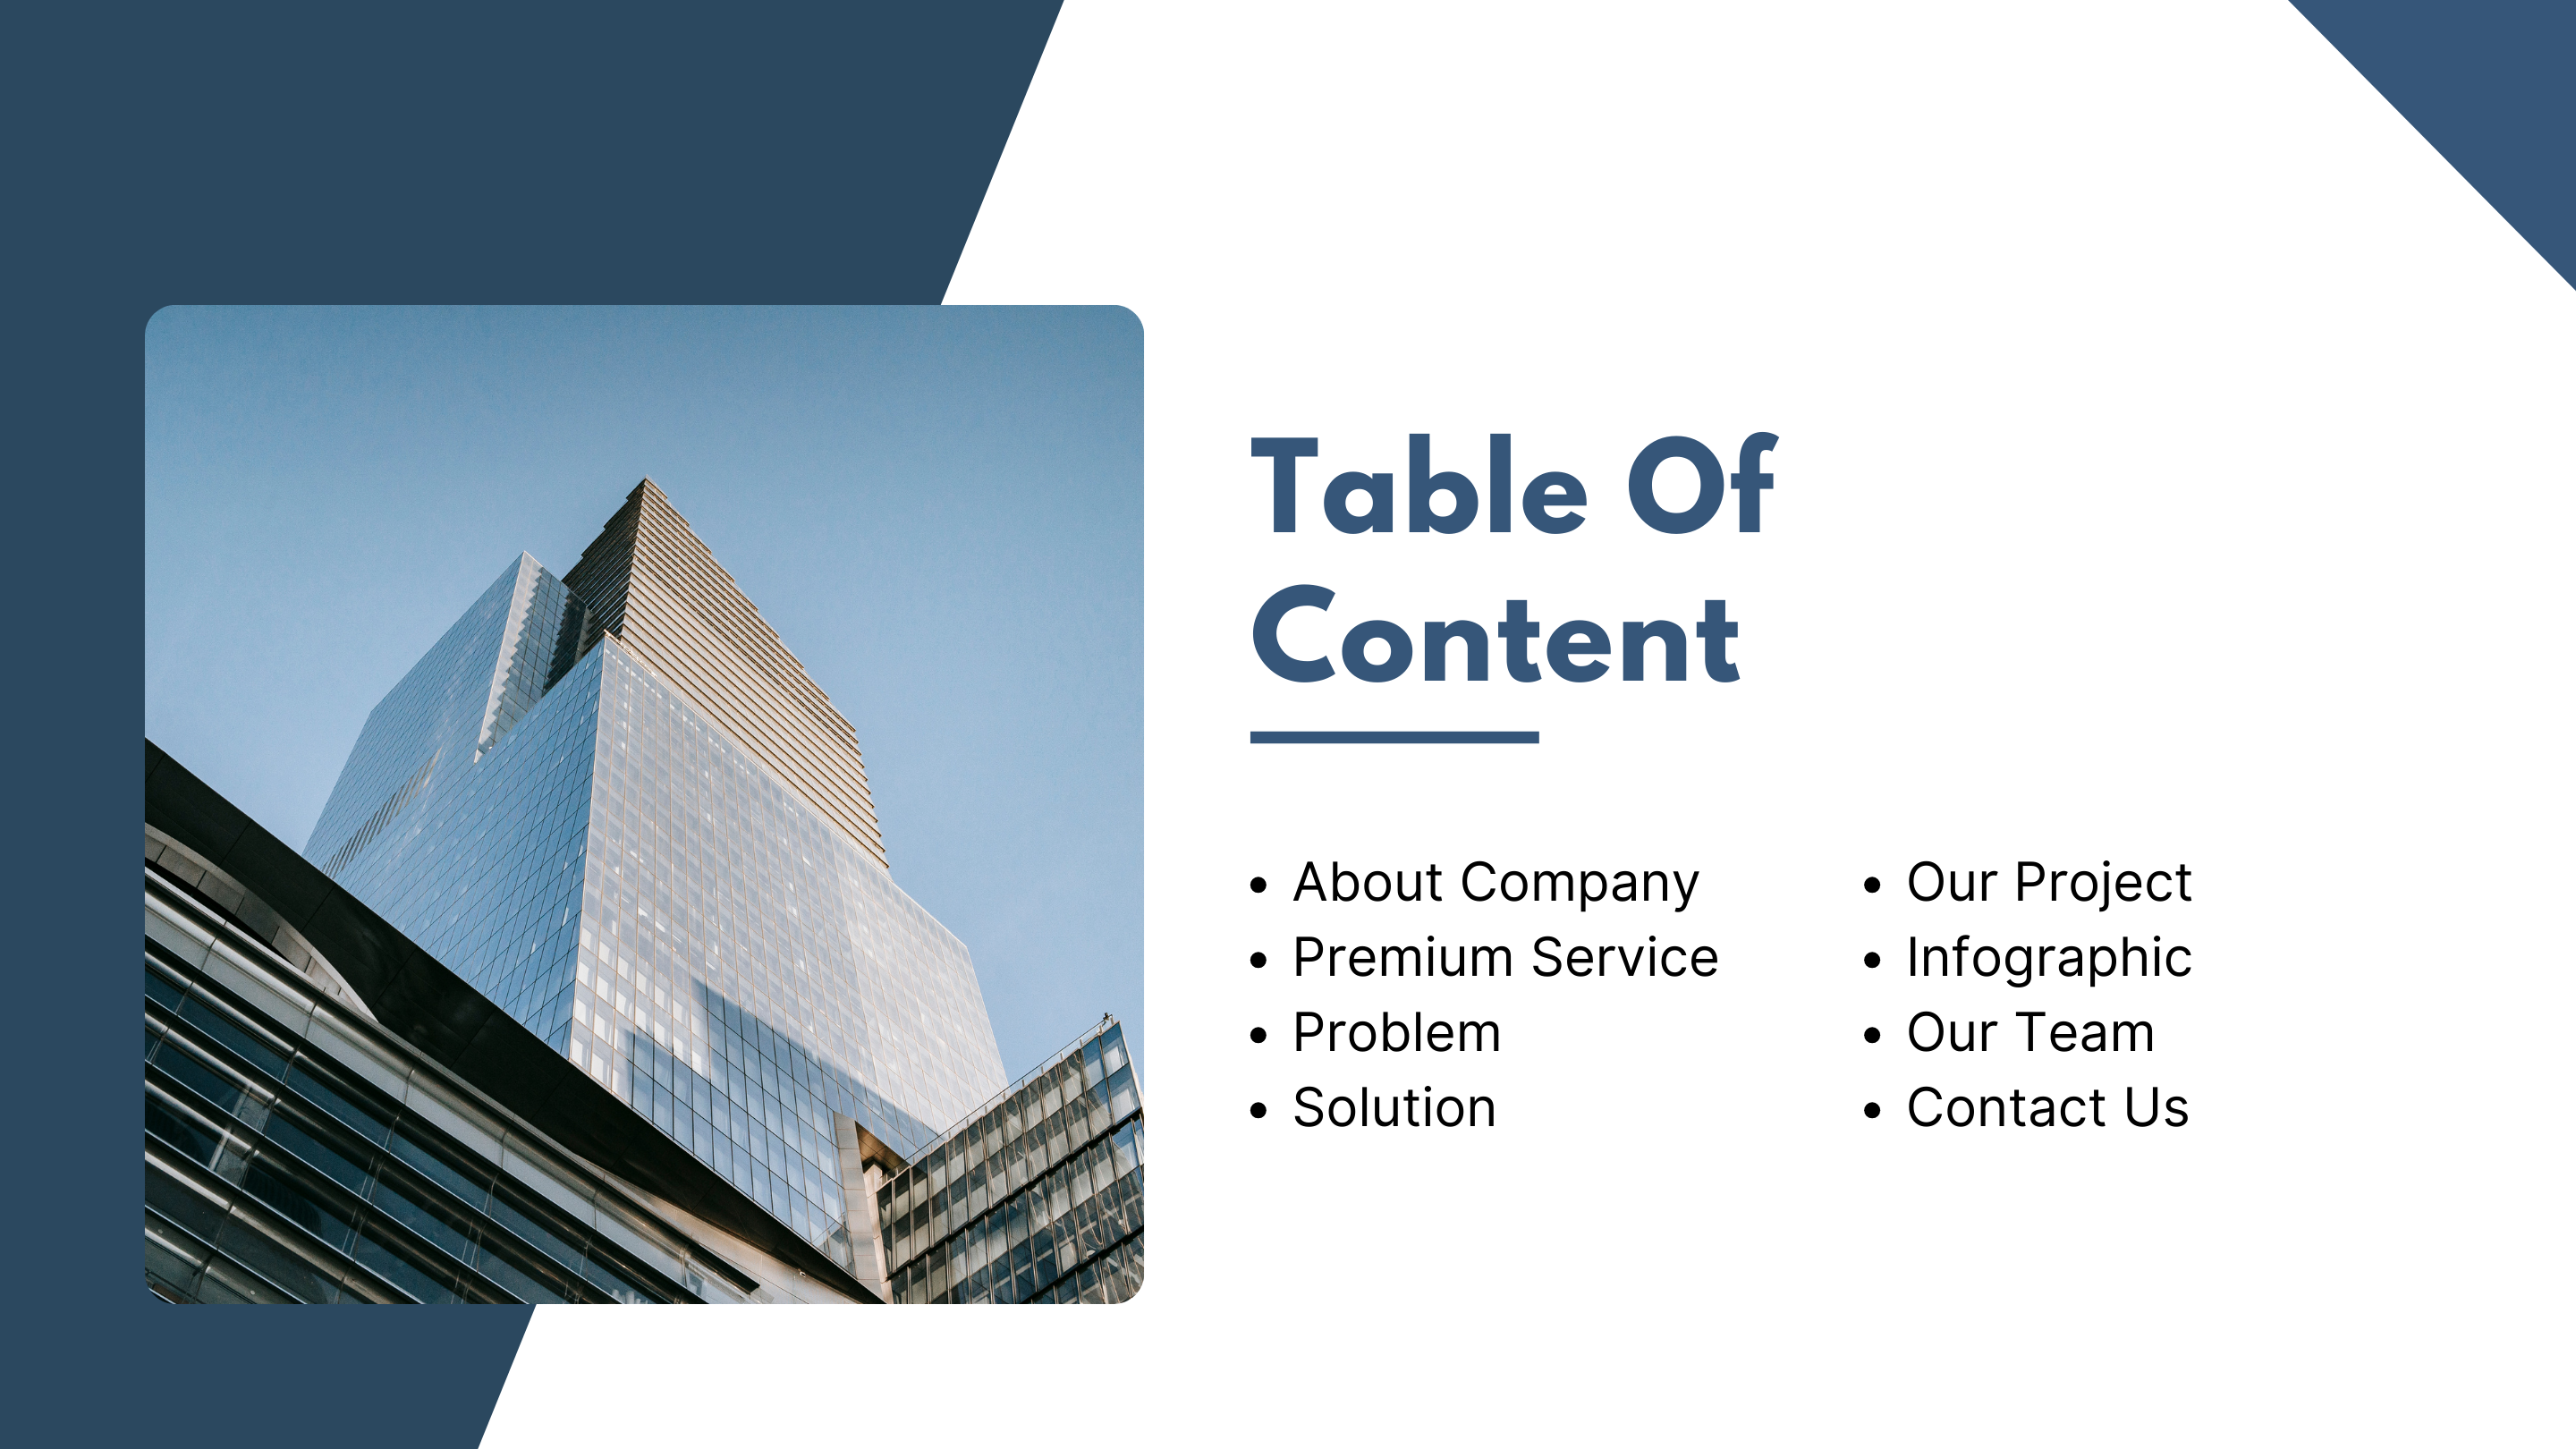 Table Of
Content
• About Company
• Premium Service
• Problem
• Solution
• Our Project
• Infographic
• Our Team
• Contact Us